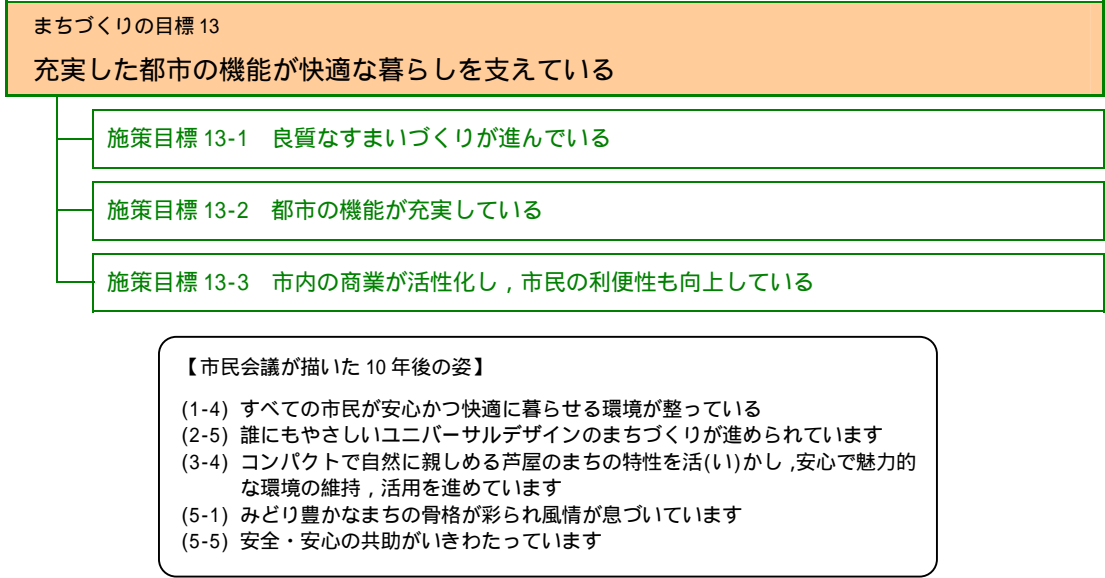 まちづくりの目標 13
充実した都市の機能が快適な暮らしを支えている
施策目標 13-1　良質なすまいづくりが進んでいる
施策目標 13-2　都市の機能が充実している
施策目標 13-3　市内の商業が活性化し，市民の利便性も向上している
【市民会議が描いた 10 年後の姿】
(1-4) すべての市民が安心かつ快適に暮らせる環境が整っている
(2-5) 誰にもやさしいユニバーサルデザインのまちづくりが進められています
(3-4) コンパクトで自然に親しめる芦屋のまちの特性を活(い)かし，安心で魅力的
な環境の維持，活用を進めています
(5-1) みどり豊かなまちの骨格が彩られ風情が息づいています
(5-5) 安全・安心の共助がいきわたっています